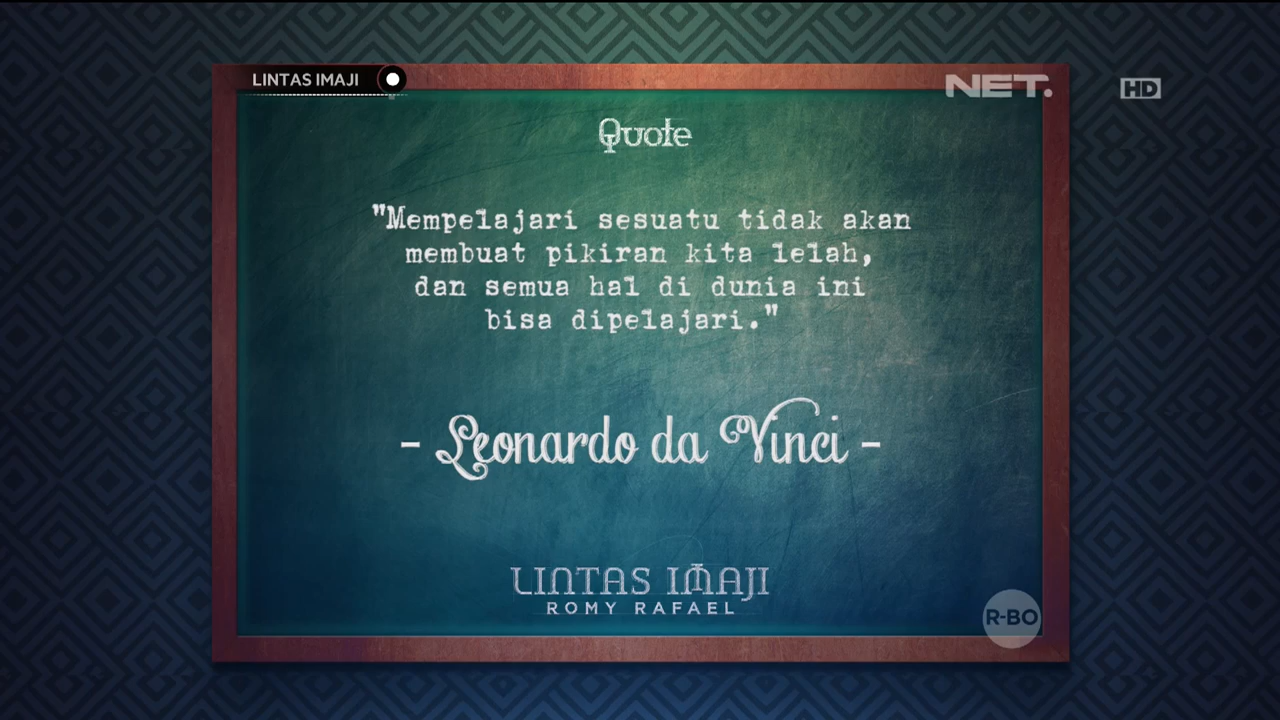 LINTAS IMAJI
NET.
HD
Quote
"Mempelajari sesuatu tidak akan
membuat pikiran kita lelah,
dan semua hal di dunia ini
bisa dipelajari."
- Leonardo da Vinci -
LINTAS IMAJI
ROMY RAFAEL
R-BO